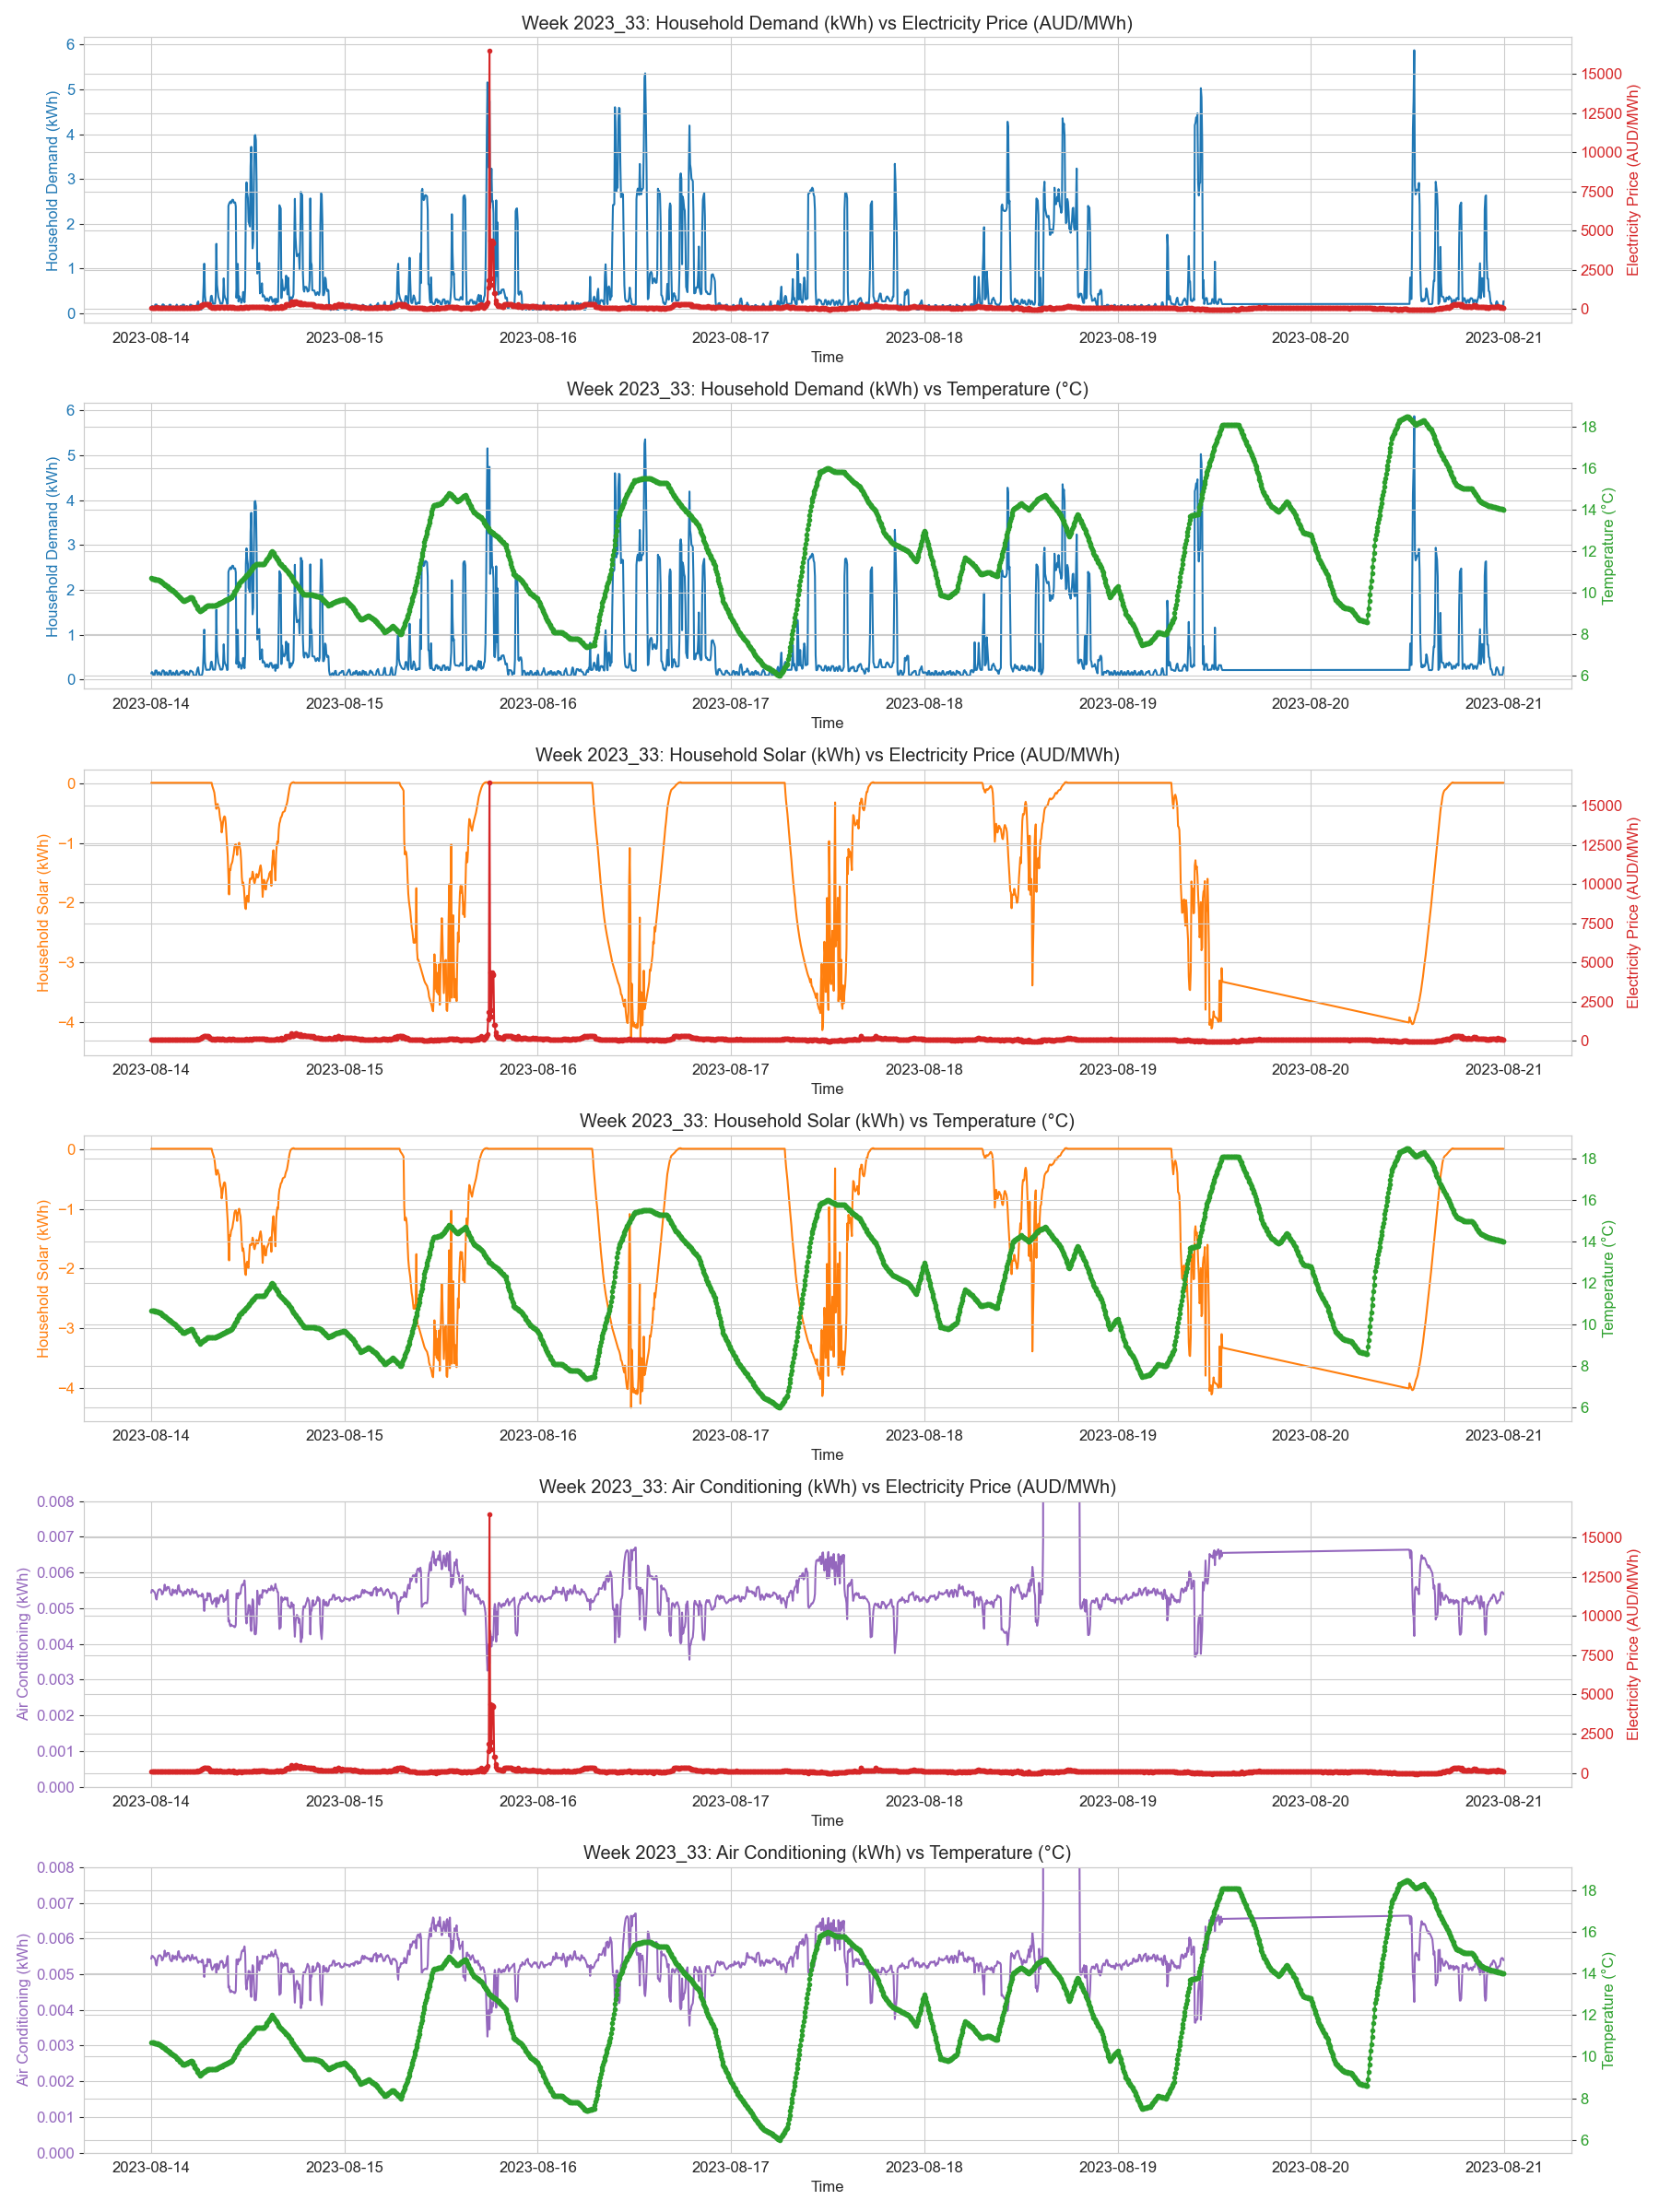 Week 2023_33: Household Demand (kWh) vs Electricity Price (AUD/MWh)
Household Demand (kWh)
6
5
4
3
2
1
0
15000
12500
10000
7500
5000
2500
0
Electricity Price (AUD/MWh)
2023-08-14 2023-08-15 2023-08-16 2023-08-17 2023-08-18 2023-08-19 2023-08-20 2023-08-21
Time
Week 2023_33: Household Demand (kWh) vs Temperature (°C)
Household Demand (kWh)
6
5
4
3
2
1
0
18
16
14
12
10
8
6
Temperature (°C)
2023-08-14 2023-08-15 2023-08-16 2023-08-17 2023-08-18 2023-08-19 2023-08-20 2023-08-21
Time
Week 2023_33: Household Solar (kWh) vs Electricity Price (AUD/MWh)
Household Solar (kWh)
0
−1
−2
−3
−4
15000
12500
10000
7500
5000
2500
0
Electricity Price (AUD/MWh)
2023-08-14 2023-08-15 2023-08-16 2023-08-17 2023-08-18 2023-08-19 2023-08-20 2023-08-21
Time
Week 2023_33: Household Solar (kWh) vs Temperature (°C)
Household Solar (kWh)
0
−1
−2
−3
−4
18
16
14
12
10
8
6
Temperature (°C)
2023-08-14 2023-08-15 2023-08-16 2023-08-17 2023-08-18 2023-08-19 2023-08-20 2023-08-21
Time
Week 2023_33: Air Conditioning (kWh) vs Electricity Price (AUD/MWh)
Air Conditioning (kWh)
0.008
0.007
0.006
0.005
0.004
0.003
0.002
0.001
0.000
15000
12500
10000
7500
5000
2500
0
Electricity Price (AUD/MWh)
2023-08-14 2023-08-15 2023-08-16 2023-08-17 2023-08-18 2023-08-19 2023-08-20 2023-08-21
Time
Week 2023_33: Air Conditioning (kWh) vs Temperature (°C)
Air Conditioning (kWh)
0.008
0.007
0.006
0.005
0.004
0.003
0.002
0.001
0.000
18
16
14
12
10
8
6
Temperature (°C)
2023-08-14 2023-08-15 2023-08-16 2023-08-17 2023-08-18 2023-08-19 2023-08-20 2023-08-21
Time